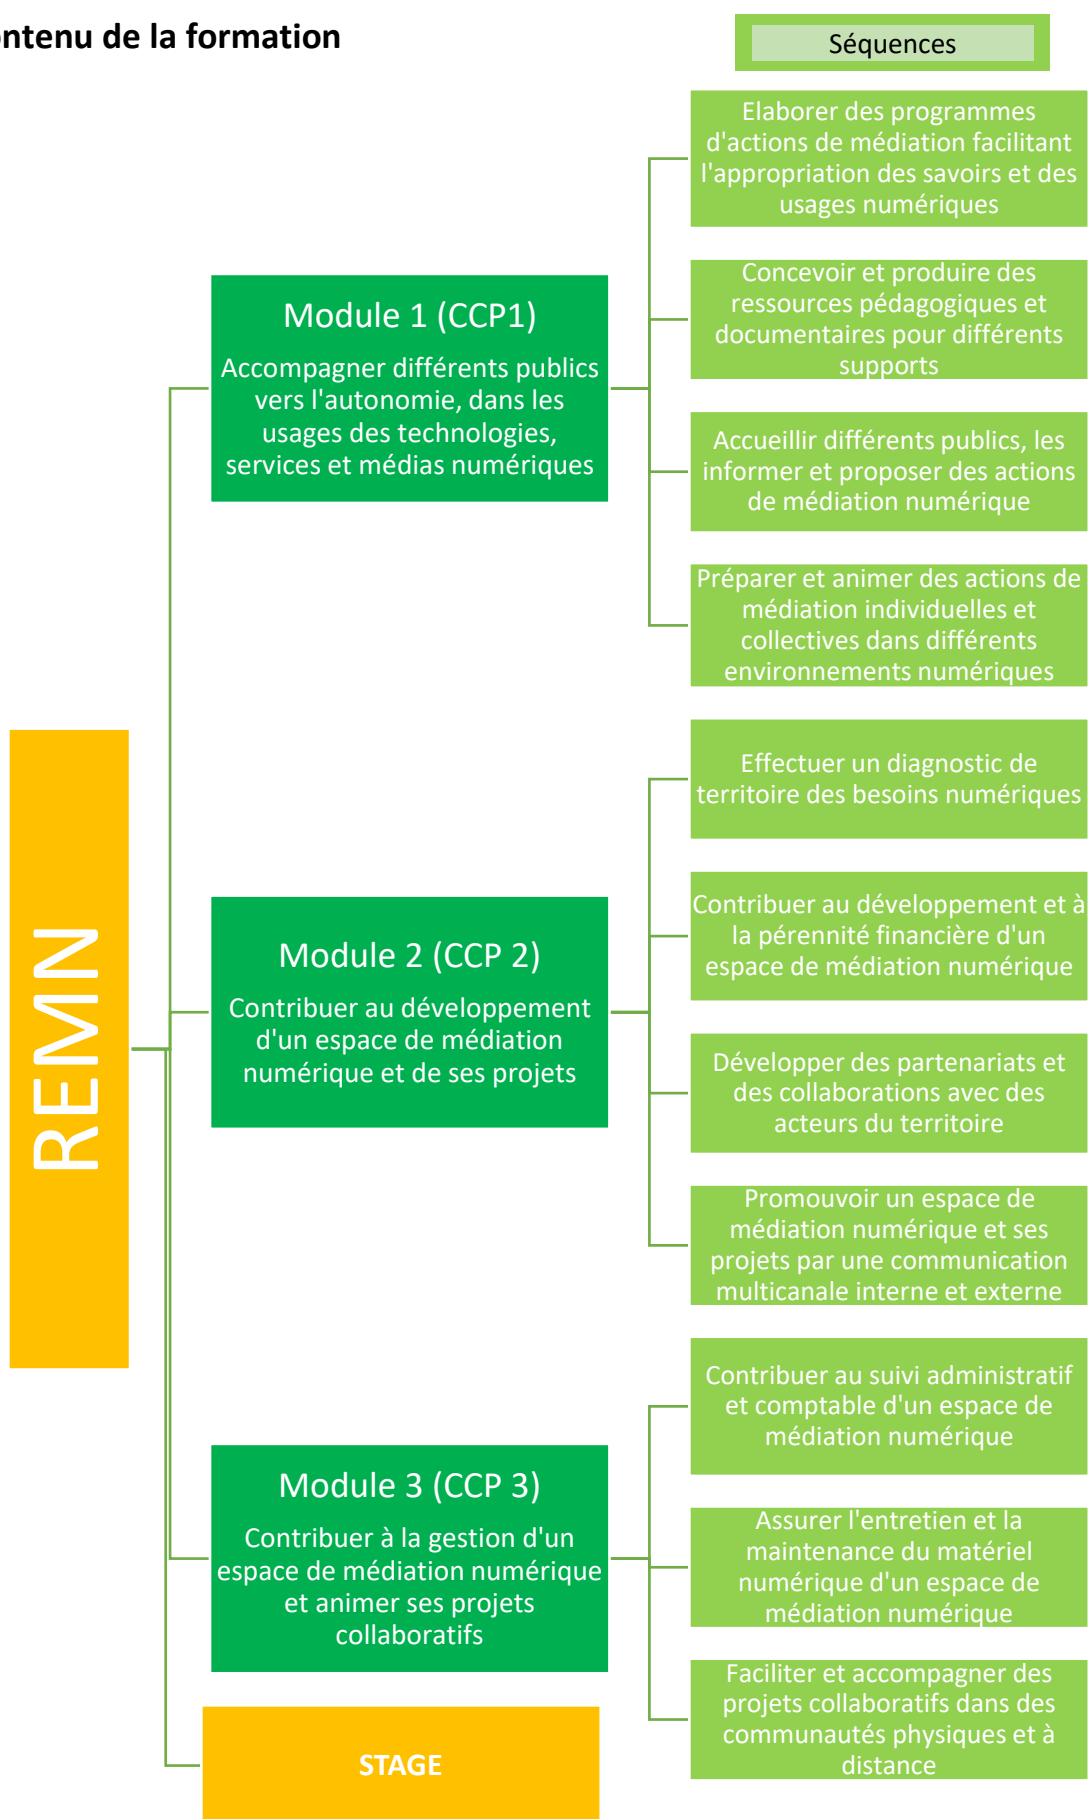 ontenu de la formation
Séquences
REMN
Module 1 (CCP1)
Accompagner différents publics
vers l'autonomie, dans les
usages des technologies,
services et médias numériques
Elaborer des programmes
d'actions de médiation facilitant
l'appropriation des savoirs et des
usages numériques
Concevoir et produire des
ressources pédagogiques et
documentaires pour différents
supports
Accueillir différents publics, les
informer et proposer des actions
de médiation numérique
Préparer et animer des actions de
médiation individuelles et
collectives dans différents
environnements numériques
Module 2 (CCP 2)
Contribuer au développement
d'un espace de médiation
numérique et de ses projets
Effectuer un diagnostic de
territoire des besoins numériques
Contribuer au développement et à
la pérennité financière d'un
espace de médiation numérique
Développer des partenariats et
des collaborations avec des
acteurs du territoire
Promouvoir un espace de
médiation numérique et ses
projets par une communication
multicanale interne et externe
Module 3 (CCP 3)
Contribuer à la gestion d'un
espace de médiation numérique
et animer ses projets
collaboratifs
Contribuer au suivi administratif
et comptable d'un espace de
médiation numérique
Assurer l'entretien et la
maintenance du matériel
numérique d'un espace de
médiation numérique
Faciliter et accompagner des
projets collaboratifs dans des
communautés physiques et à
distance
STAGE